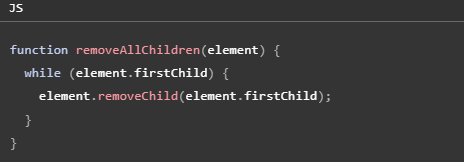 JS
function removeAllChildren(element) {
  while (element.firstChild) {
    element.removeChild(element.firstChild);
  }
}